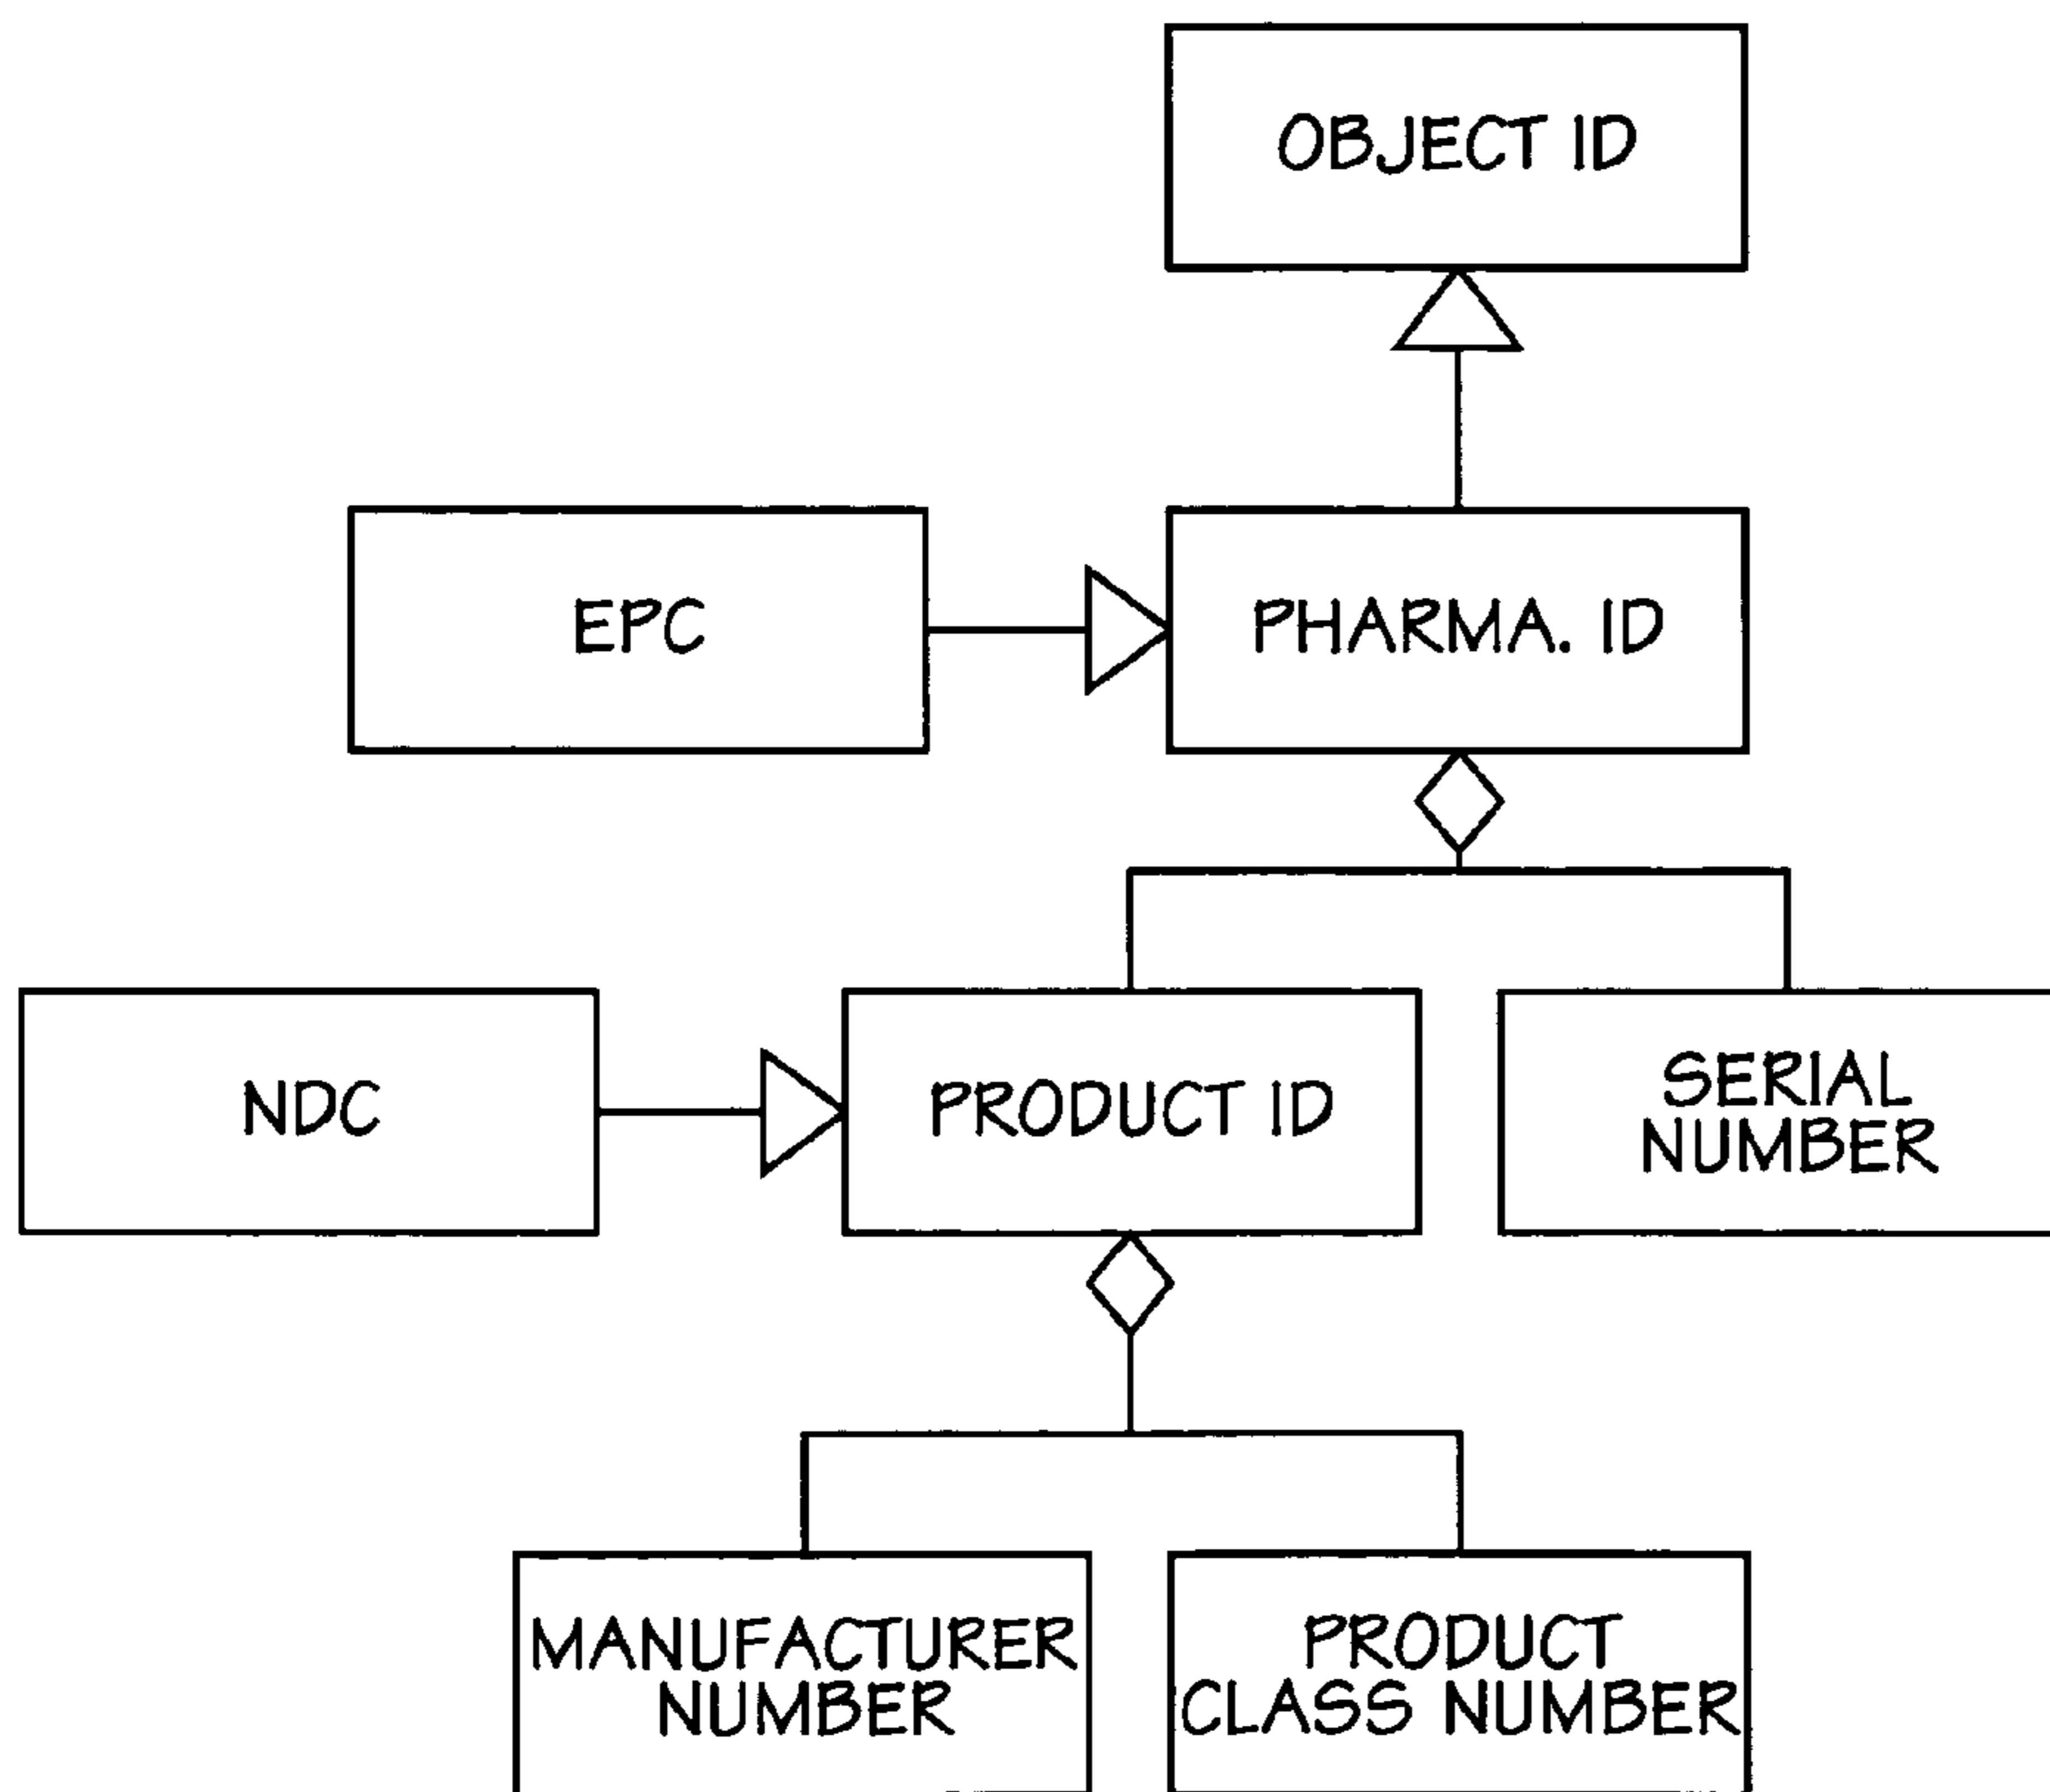 OBJECT ID
EPC
PHARMA. ID
NDC
PRODUCT ID
SERIAL
NUMBER
MANUFACTURER
NUMBER
PRODUCT
CLASS NUMBER